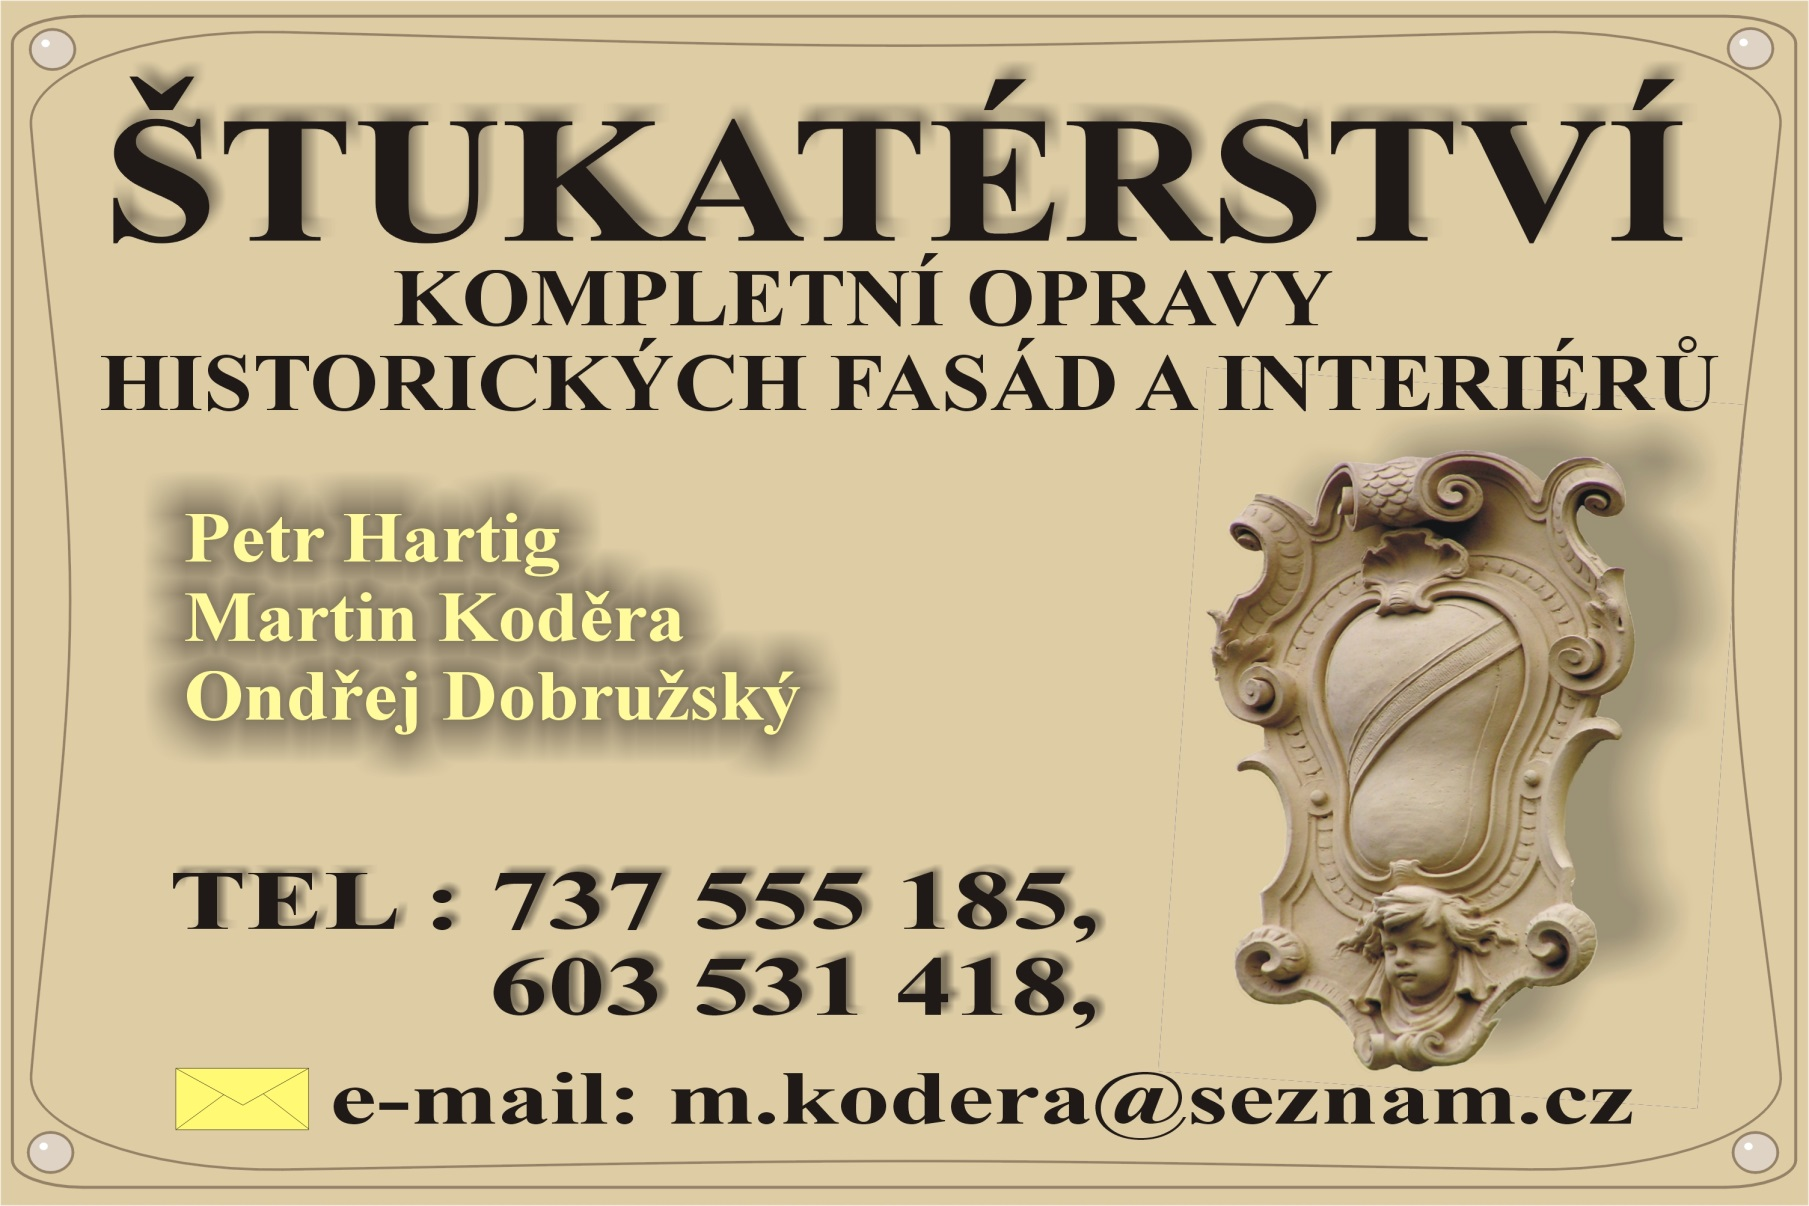 ŠTUKATÉRSTVÍ
KOMPLETNÍ OPRAVY
HISTORICKÝCH FASÁD A INTERIÉRŮ
Petr Hartig
Martin Koděra
Ondřej Dobružský
TEL : 737 555 185,
603 531 418,
e-mail: m.kodera@seznam.cz